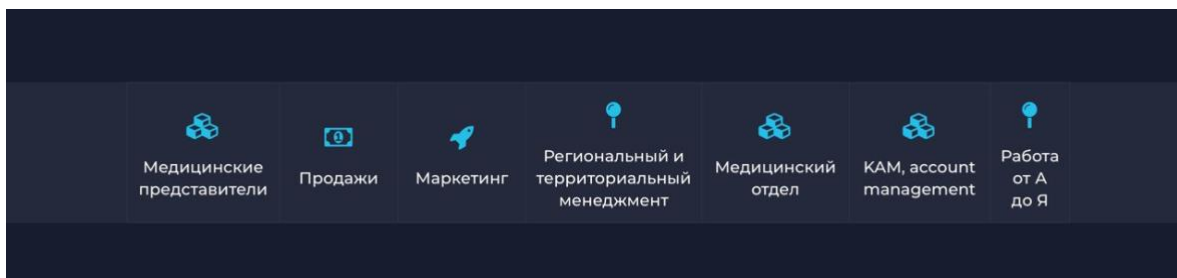 Медицинские
представители
Продажи
Маркетинг
Региональный и
территориальный
менеджмент
Медицинский
отдел
KAM, account
management
Работа
от А
до Я